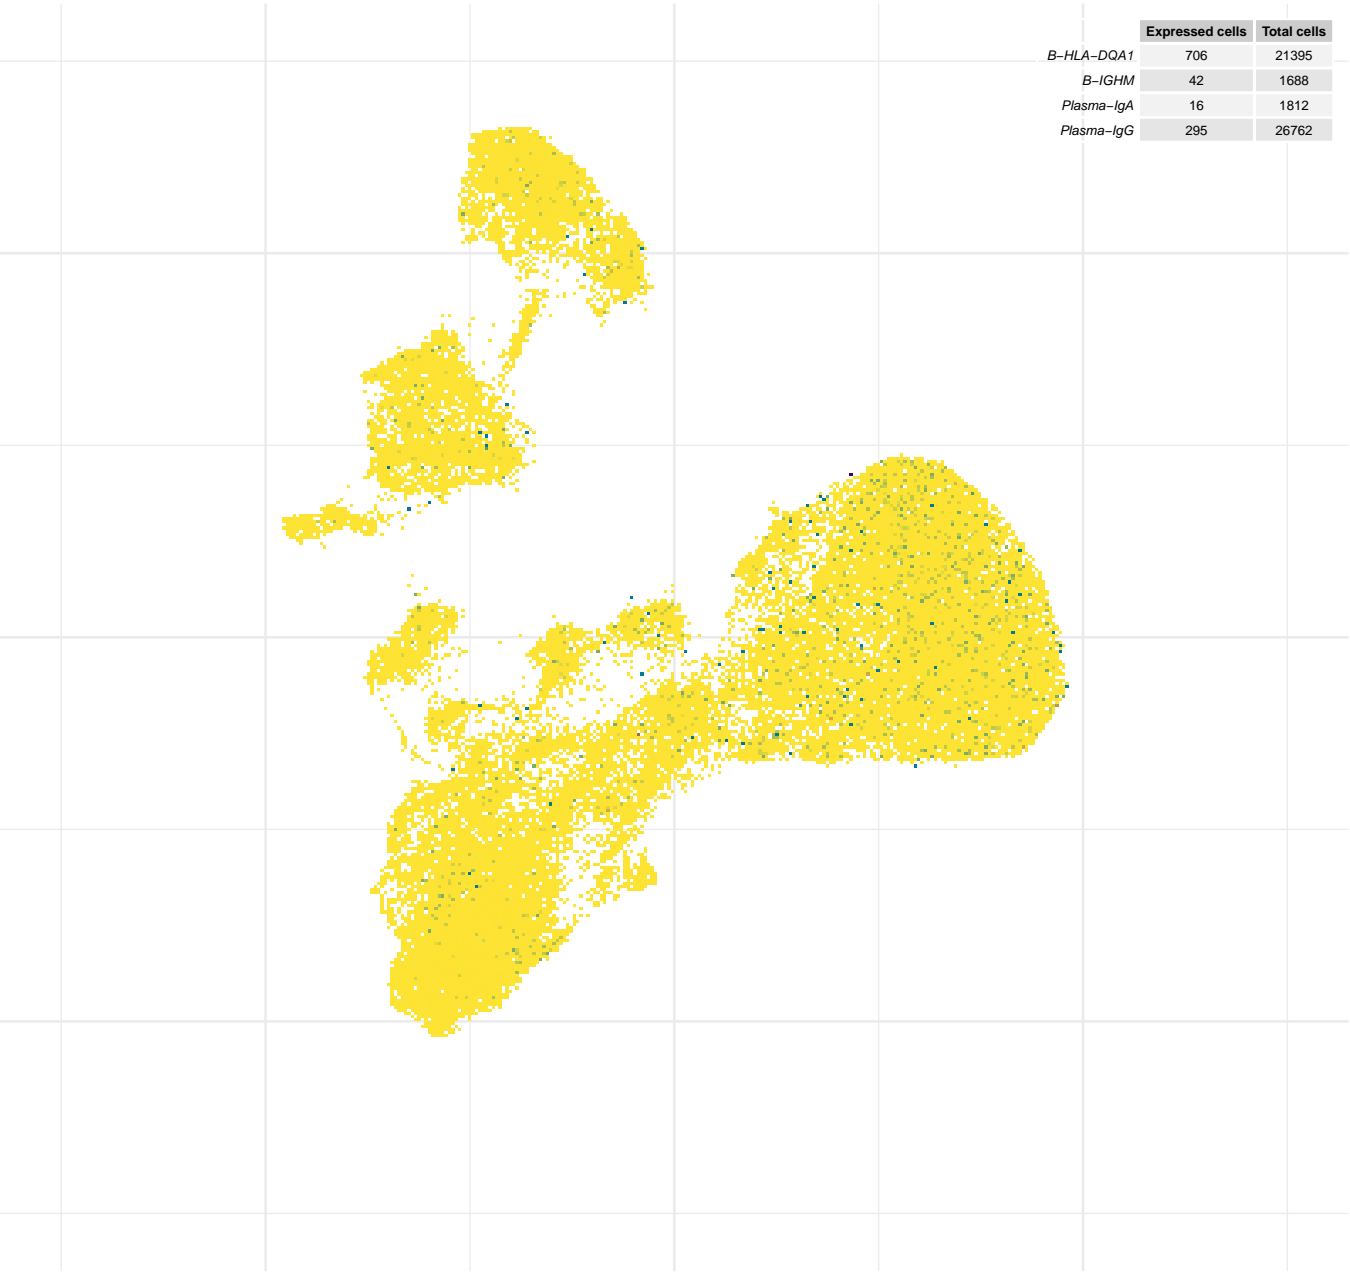 Expressed cells Total cells
B−HLA−DQA1 706 21395
B−IGHM 42 1688
Plasma−IgA 16 1812
Plasma−IgG 295 26762